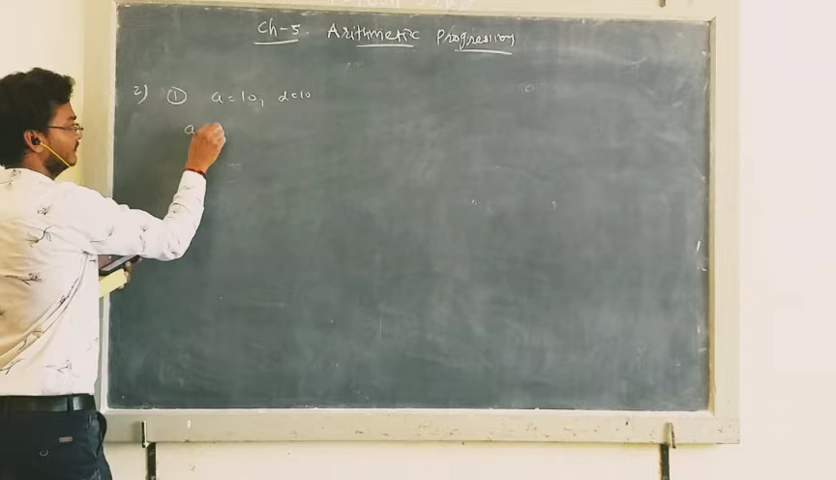 Ch-5. Arithmetic Progression
2) ① a=10, d=10
a